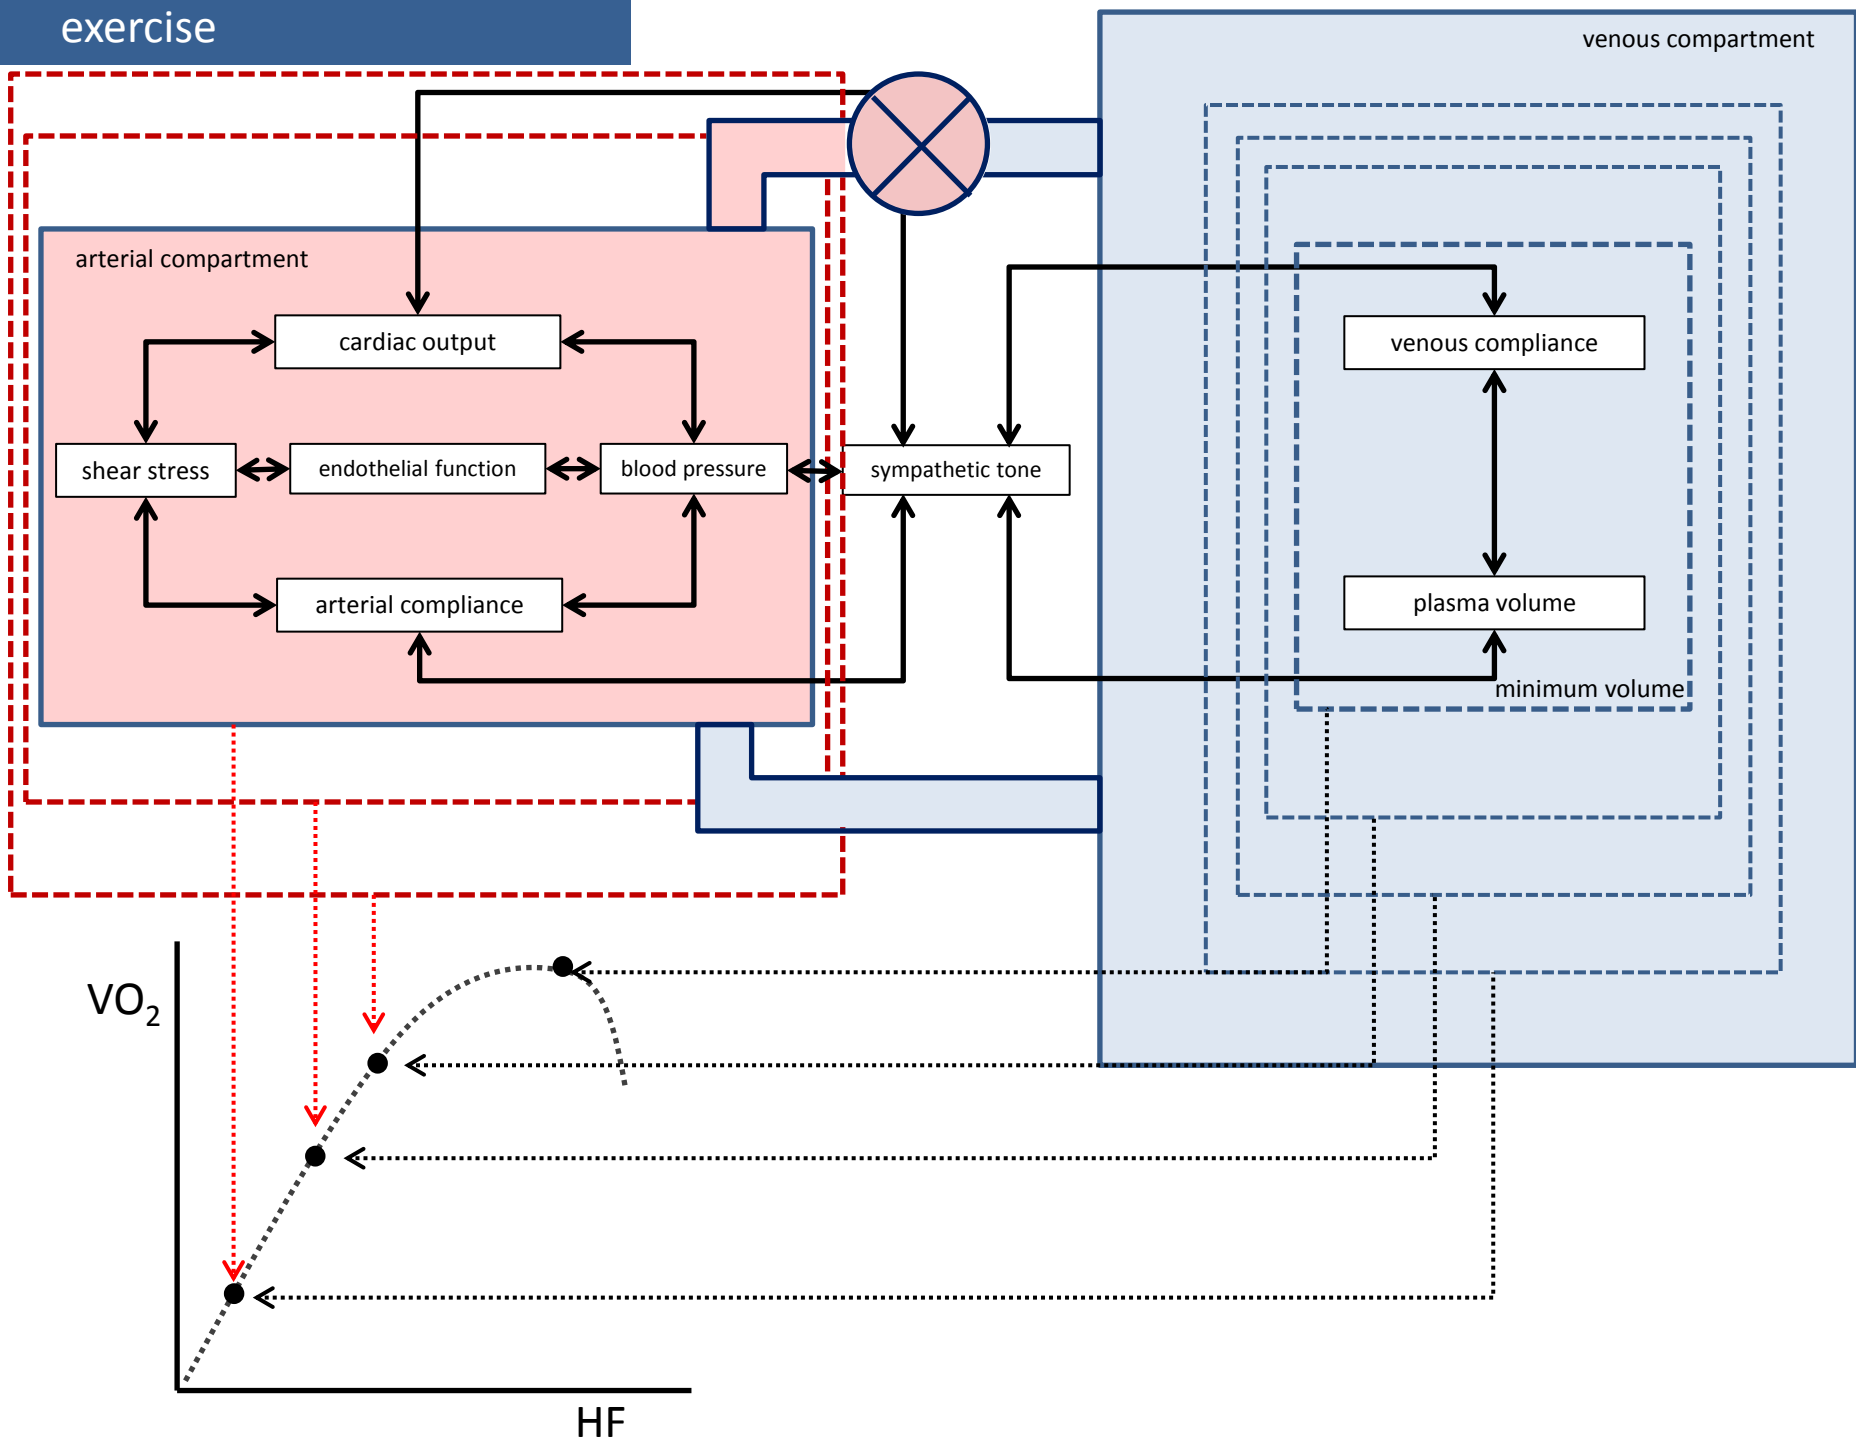 exercise
venous compartment
arterial compartment
cardiac output
venous compliance
shear stress
endothelial function
blood pressure
sympathetic tone
arterial compliance
plasma volume
minimum volume
VO₂
HF